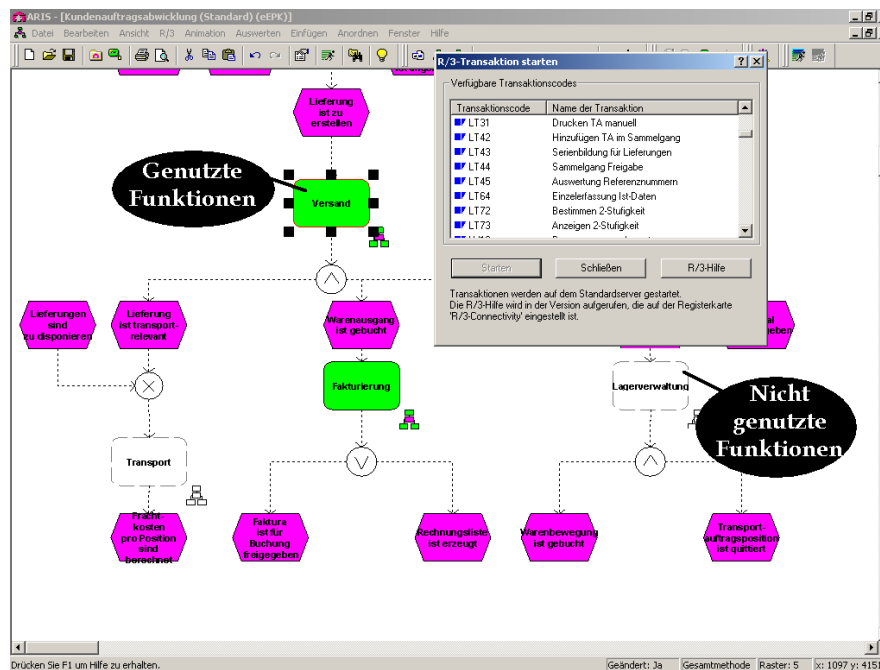 ARIS - [Kundenauftragsabwicklung (Standard) (eEPK)]
Datei Bearbeiten Ansicht R/3 Animation Auswerten Einfügen Anordnen Fenster Hilfe
R/3-Transaktion starten
Verfügbare Transaktionscodes
Transaktionscode Name der Transaktion
LT31 Drucken TA manuell
LT42 Hinzufügen TA im Sammelgang
LT43 Serienbildung für Lieferungen
LT44 Sammelgang Freigabe
LT45 Auswertung Referenznummern
LT64 Einzelerfassung Ist-Daten
LT72 Bestimmen 2-Stufigkeit
LT73 Anzeigen 2-Stufigkeit
Starten Schließen R/3-Hilfe
Transaktionen werden auf dem Standardserver gestartet.
Die R/3-Hilfe wird in der Version aufgerufen, die auf der Registerkarte
'R/3-Connectivity' eingestellt ist.
Lieferung
ist zu
erstellen
Genutzte
Funktionen
Versand
Lieferungen
sind
zu disponieren
Lieferung
ist transport-
relevant
Warenausgang
ist gebucht
Fakturierung
Lagerverwaltung
Nicht
genutzte
Funktionen
Transport
Fracht-
kosten
pro Position
sind
berechnet
Faktura
ist für
Buchung
freigegeben
Rechnungsliste
ist erzeugt
Warenbewegung
ist gebucht
Transport-
auftragsposition
ist quittiert
Drücken Sie F1 um Hilfe zu erhalten.
Geändert: Ja Gesamtmethode Raster: 5 x: 1097 y: 4151